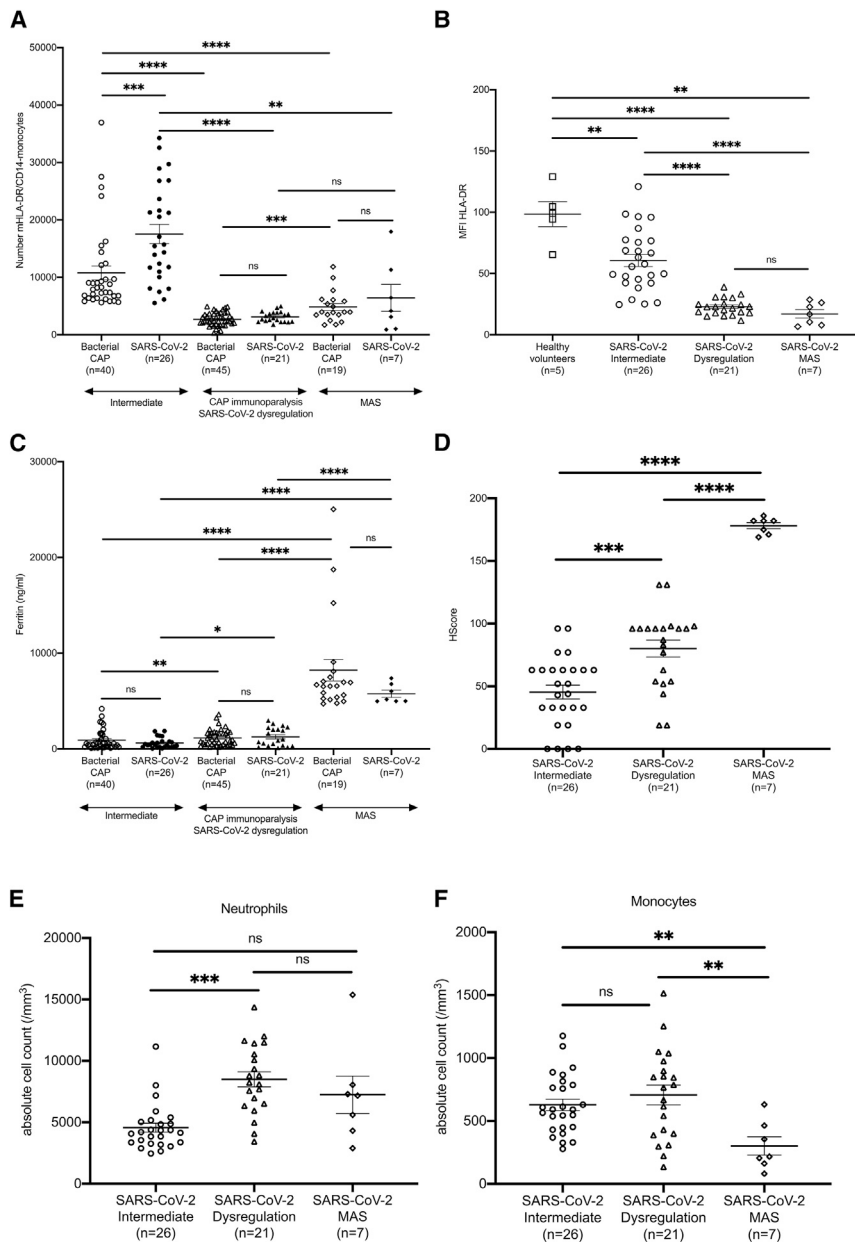 A
50000
40000
30000
20000
10000
0
Number mHLA-DR/CD14-monocytes
****
****
***
**
****
ns
***
ns
ns
Bacterial SARS-CoV-2 Bacterial SARS-CoV-2 Bacterial SARS-CoV-2
CAP (n=26) CAP (n=21) CAP (n=7)
(n=40) (n=45) (n=19)
Intermediate CAP immunoparalysis MAS
SARS-CoV-2 dysregulation
B
200
150
100
50
0
MFI HLA-DR
**
****
**
****
****
ns
Healthy SARS-CoV-2 SARS-CoV-2 SARS-CoV-2
volunteers Intermediate Dysregulation MAS
(n=5) (n=26) (n=21) (n=7)
C
30000
20000
10000
0
Ferritin (ng/ml)
****
****
****
****
ns
*
**
ns
ns
Bacterial SARS-CoV-2 Bacterial SARS-CoV-2 Bacterial SARS-CoV-2
CAP (n=26) CAP (n=21) CAP (n=7)
(n=40) (n=45) (n=19)
Intermediate CAP immunoparalysis MAS
SARS-CoV-2 dysregulation
D
200
150
100
50
0
HScore
****
****
***
SARS-CoV-2 SARS-CoV-2 SARS-CoV-2
Intermediate Dysregulation MAS
(n=26) (n=21) (n=7)
E
Neutrophils
20000
15000
10000
5000
0
absolute cell count (/mm³)
ns
***
ns
SARS-CoV-2 SARS-CoV-2 SARS-CoV-2
Intermediate Dysregulation MAS
(n=26) (n=21) (n=7)
F
Monocytes
2000
1500
1000
500
0
absolute cell count (/mm³)
**
ns
**
SARS-CoV-2 SARS-CoV-2 SARS-CoV-2
Intermediate Dysregulation MAS
(n=26) (n=21) (n=7)